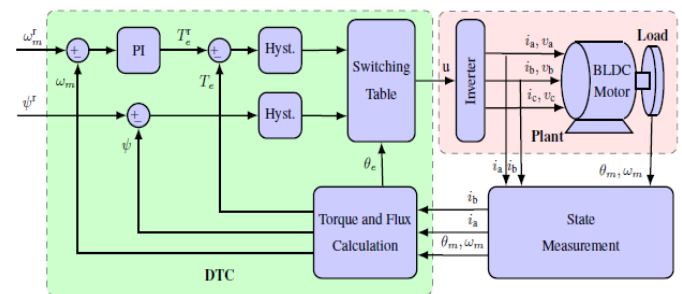 ω_m^r
PI
T_e^r
Hyst.
Switching
Table
u
Inverter
i_a, v_a
i_b, v_b
i_c, v_c
BLDC
Motor
Load
Plant
ω_m
T_e
ψ^r
Hyst.
ψ
θ_e
i_a
i_b
θ_m, ω_m
Torque and Flux
Calculation
i_b
i_a
θ_m, ω_m
State
Measurement
DTC